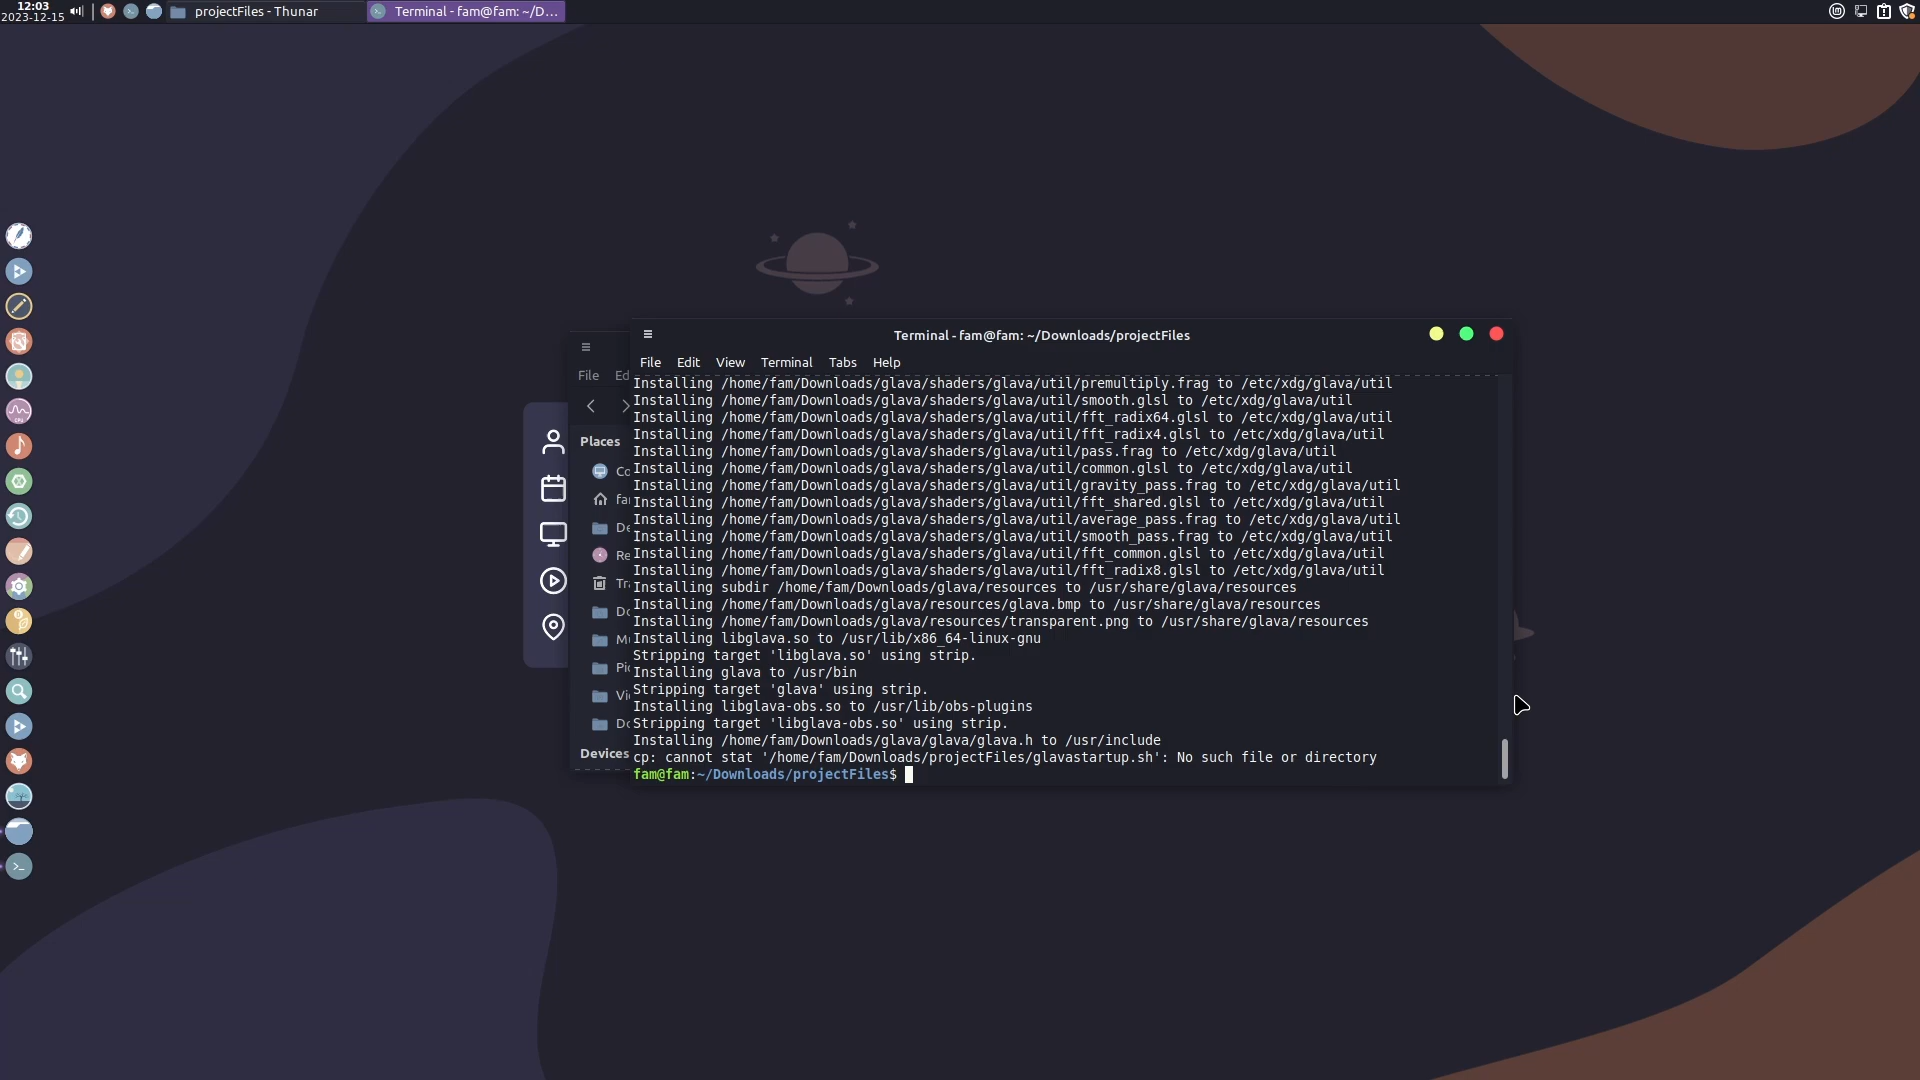 12:03
2023-12-15
projectFiles - Thunar
Terminal - fam@fam: ~/D...
Terminal - fam@fam: ~/Downloads/projectFiles
File Edit View Terminal Tabs Help
File Ed
Places
Co
fa
De
Re
Tr
Do
Mu
Pic
Vi
Do
Devices
Installing /home/fam/Downloads/glava/shaders/glava/util/premultiply.frag to /etc/xdg/glava/util
Installing /home/fam/Downloads/glava/shaders/glava/util/smooth.glsl to /etc/xdg/glava/util
Installing /home/fam/Downloads/glava/shaders/glava/util/fft_radix64.glsl to /etc/xdg/glava/util
Installing /home/fam/Downloads/glava/shaders/glava/util/fft_radix4.glsl to /etc/xdg/glava/util
Installing /home/fam/Downloads/glava/shaders/glava/util/pass.frag to /etc/xdg/glava/util
Installing /home/fam/Downloads/glava/shaders/glava/util/common.glsl to /etc/xdg/glava/util
Installing /home/fam/Downloads/glava/shaders/glava/util/gravity_pass.frag to /etc/xdg/glava/util
Installing /home/fam/Downloads/glava/shaders/glava/util/fft_shared.glsl to /etc/xdg/glava/util
Installing /home/fam/Downloads/glava/shaders/glava/util/average_pass.frag to /etc/xdg/glava/util
Installing /home/fam/Downloads/glava/shaders/glava/util/smooth_pass.frag to /etc/xdg/glava/util
Installing /home/fam/Downloads/glava/shaders/glava/util/fft_common.glsl to /etc/xdg/glava/util
Installing /home/fam/Downloads/glava/shaders/glava/util/fft_radix8.glsl to /etc/xdg/glava/util
Installing subdir /home/fam/Downloads/glava/resources to /usr/share/glava/resources
Installing /home/fam/Downloads/glava/resources/glava.bmp to /usr/share/glava/resources
Installing /home/fam/Downloads/glava/resources/transparent.png to /usr/share/glava/resources
Installing libglava.so to /usr/lib/x86_64-linux-gnu
Stripping target 'libglava.so' using strip.
Installing glava to /usr/bin
Stripping target 'glava' using strip.
Installing libglava-obs.so to /usr/lib/obs-plugins
Stripping target 'libglava-obs.so' using strip.
Installing /home/fam/Downloads/glava/glava/glava.h to /usr/include
cp: cannot stat '/home/fam/Downloads/projectFiles/glavastartup.sh': No such file or directory
fam@fam:~/Downloads/projectFiles$